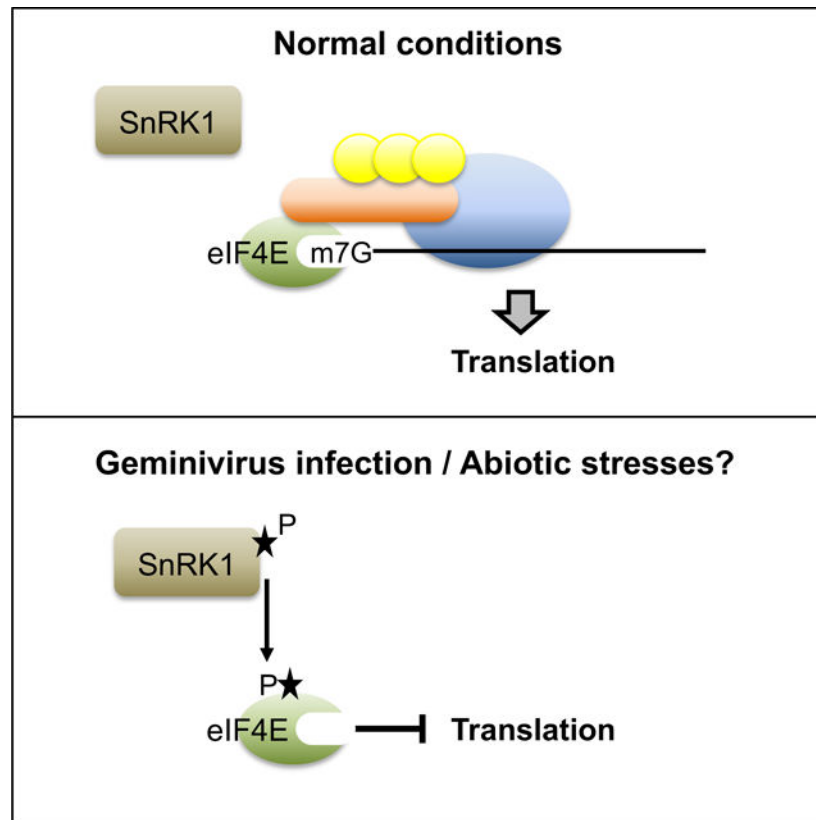 Normal conditions
SnRK1
eIF4E m7G
Translation
Geminivirus infection / Abiotic stresses?
P
SnRK1
P
eIF4E Translation